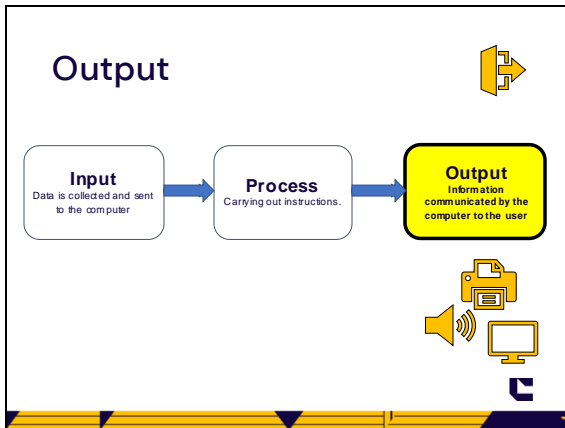 Output
Input
Data is collected and sent
to the computer
Process
Carrying out instructions.
Output
Information
communicated by the
computer to the user